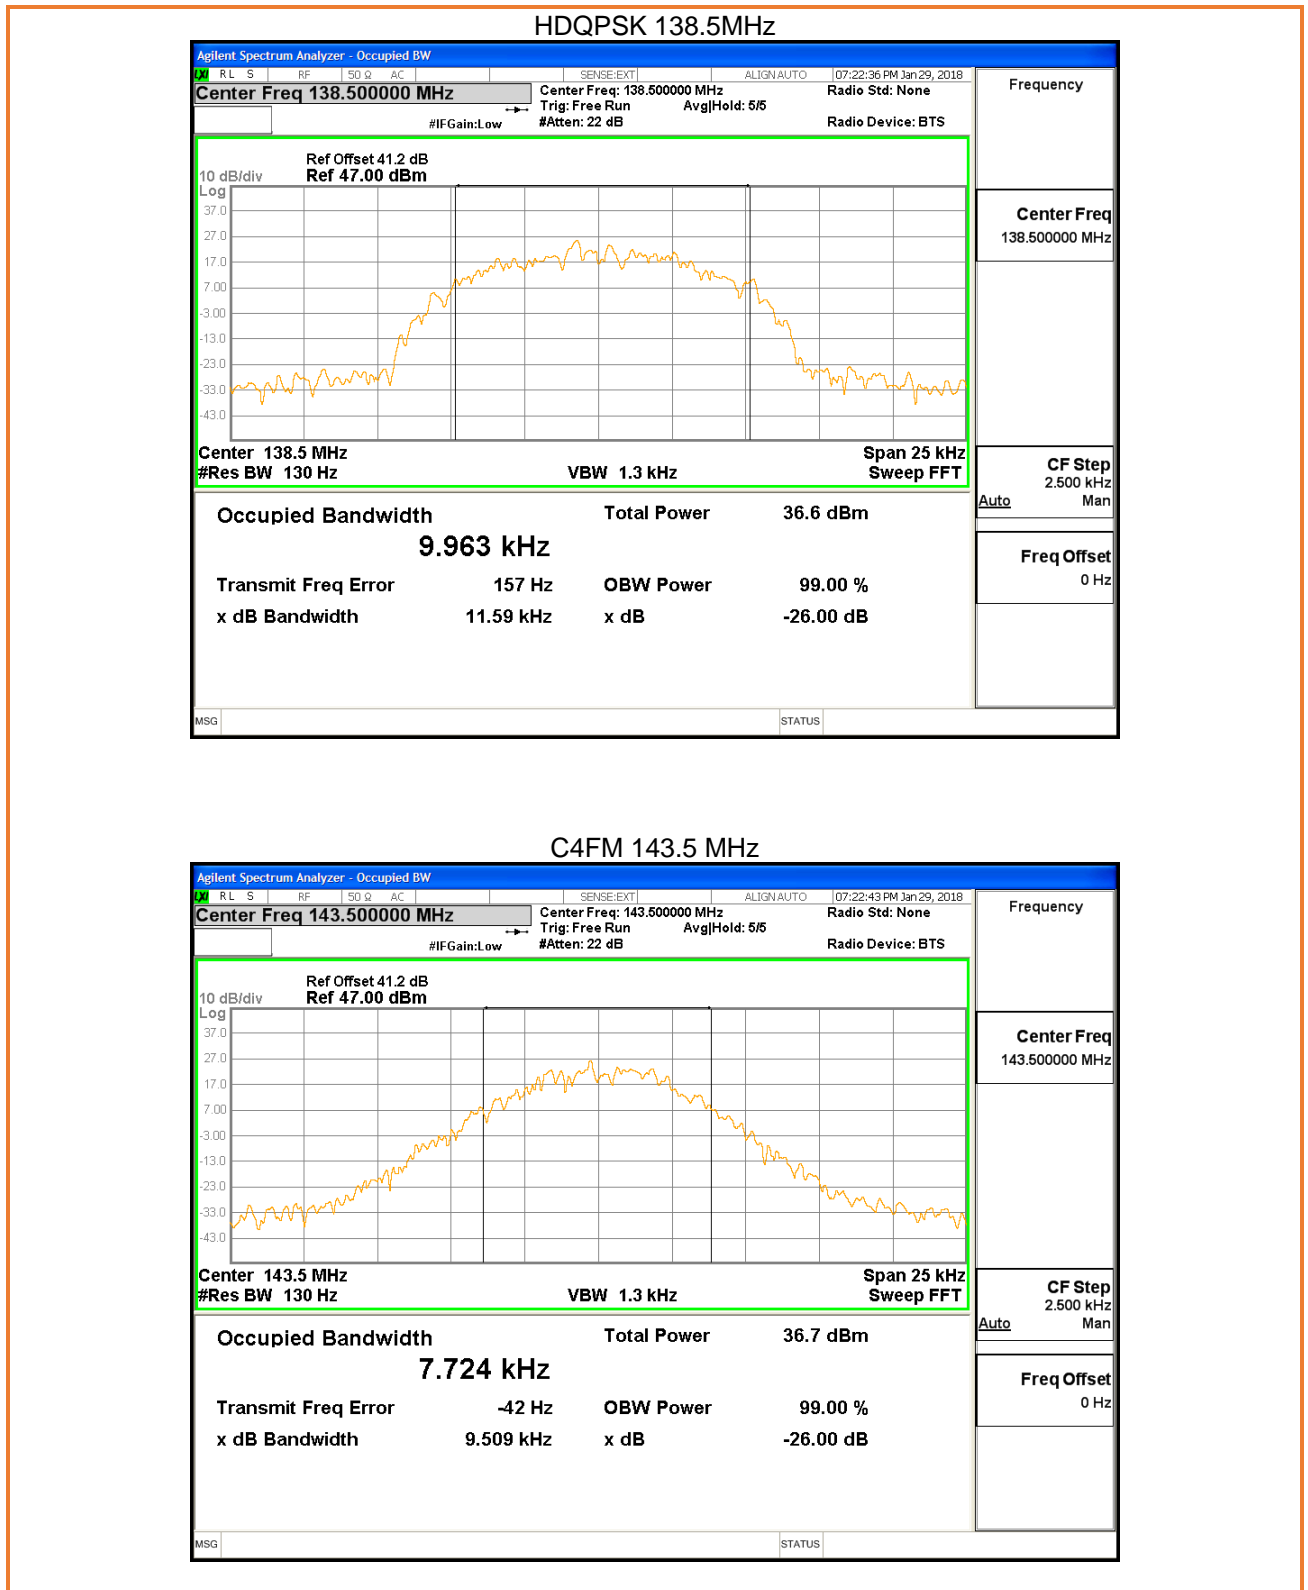 HDQPSK 138.5MHz
Agilent Spectrum Analyzer - Occupied BW
LXI RL S RF 50 Ω AC SENSE:EXT ALIGN AUTO 07:22:36 PM Jan 29, 2018
Center Freq 138.500000 MHz
Center Freq: 138.500000 MHz
Radio Std: None
Trig: Free Run Avg|Hold: 5/5
#IFGain:Low
#Atten: 22 dB
Radio Device: BTS
Frequency
Ref Offset 41.2 dB
10 dB/div Ref 47.00 dBm
Log
37.0
27.0
17.0
7.00
-3.00
-13.0
-23.0
-33.0
-43.0
Center 138.5 MHz Span 25 kHz
#Res BW 130 Hz VBW 1.3 kHz Sweep FFT
Center Freq
138.500000 MHz
CF Step
2.500 kHz
Auto Man
Freq Offset
0 Hz
Occupied Bandwidth Total Power 36.6 dBm
9.963 kHz
Transmit Freq Error 157 Hz OBW Power 99.00 %
x dB Bandwidth 11.59 kHz x dB -26.00 dB
MSG STATUS
C4FM 143.5 MHz
Agilent Spectrum Analyzer - Occupied BW
LXI RL S RF 50 Ω AC SENSE:EXT ALIGN AUTO 07:22:43 PM Jan 29, 2018
Center Freq 143.500000 MHz
Center Freq: 143.500000 MHz
Radio Std: None
Trig: Free Run Avg|Hold: 5/5
#IFGain:Low
#Atten: 22 dB
Radio Device: BTS
Frequency
Ref Offset 41.2 dB
10 dB/div Ref 47.00 dBm
Log
37.0
27.0
17.0
7.00
-3.00
-13.0
-23.0
-33.0
-43.0
Center 143.5 MHz Span 25 kHz
#Res BW 130 Hz VBW 1.3 kHz Sweep FFT
Center Freq
143.500000 MHz
CF Step
2.500 kHz
Auto Man
Freq Offset
0 Hz
Occupied Bandwidth Total Power 36.7 dBm
7.724 kHz
Transmit Freq Error -42 Hz OBW Power 99.00 %
x dB Bandwidth 9.509 kHz x dB -26.00 dB
MSG STATUS